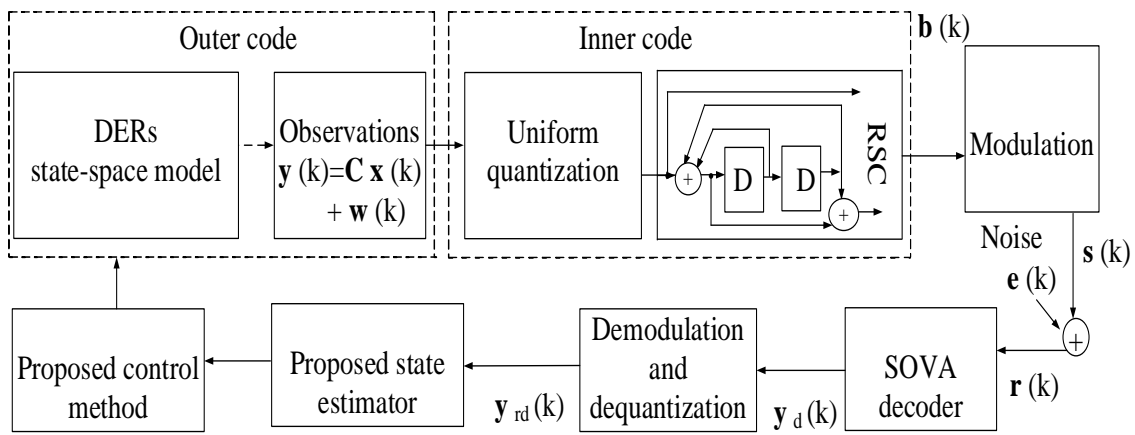 Outer code
Inner code
b (k)
DERs
state-space model
Observations
y (k)=C x (k)
+ w (k)
Uniform
quantization
+
D
D
+
RSC
Modulation
Noise
e (k)
s (k)
+
r (k)
SOVA
decoder
y d (k)
Demodulation
and
dequantization
y rd (k)
Proposed state
estimator
Proposed control
method